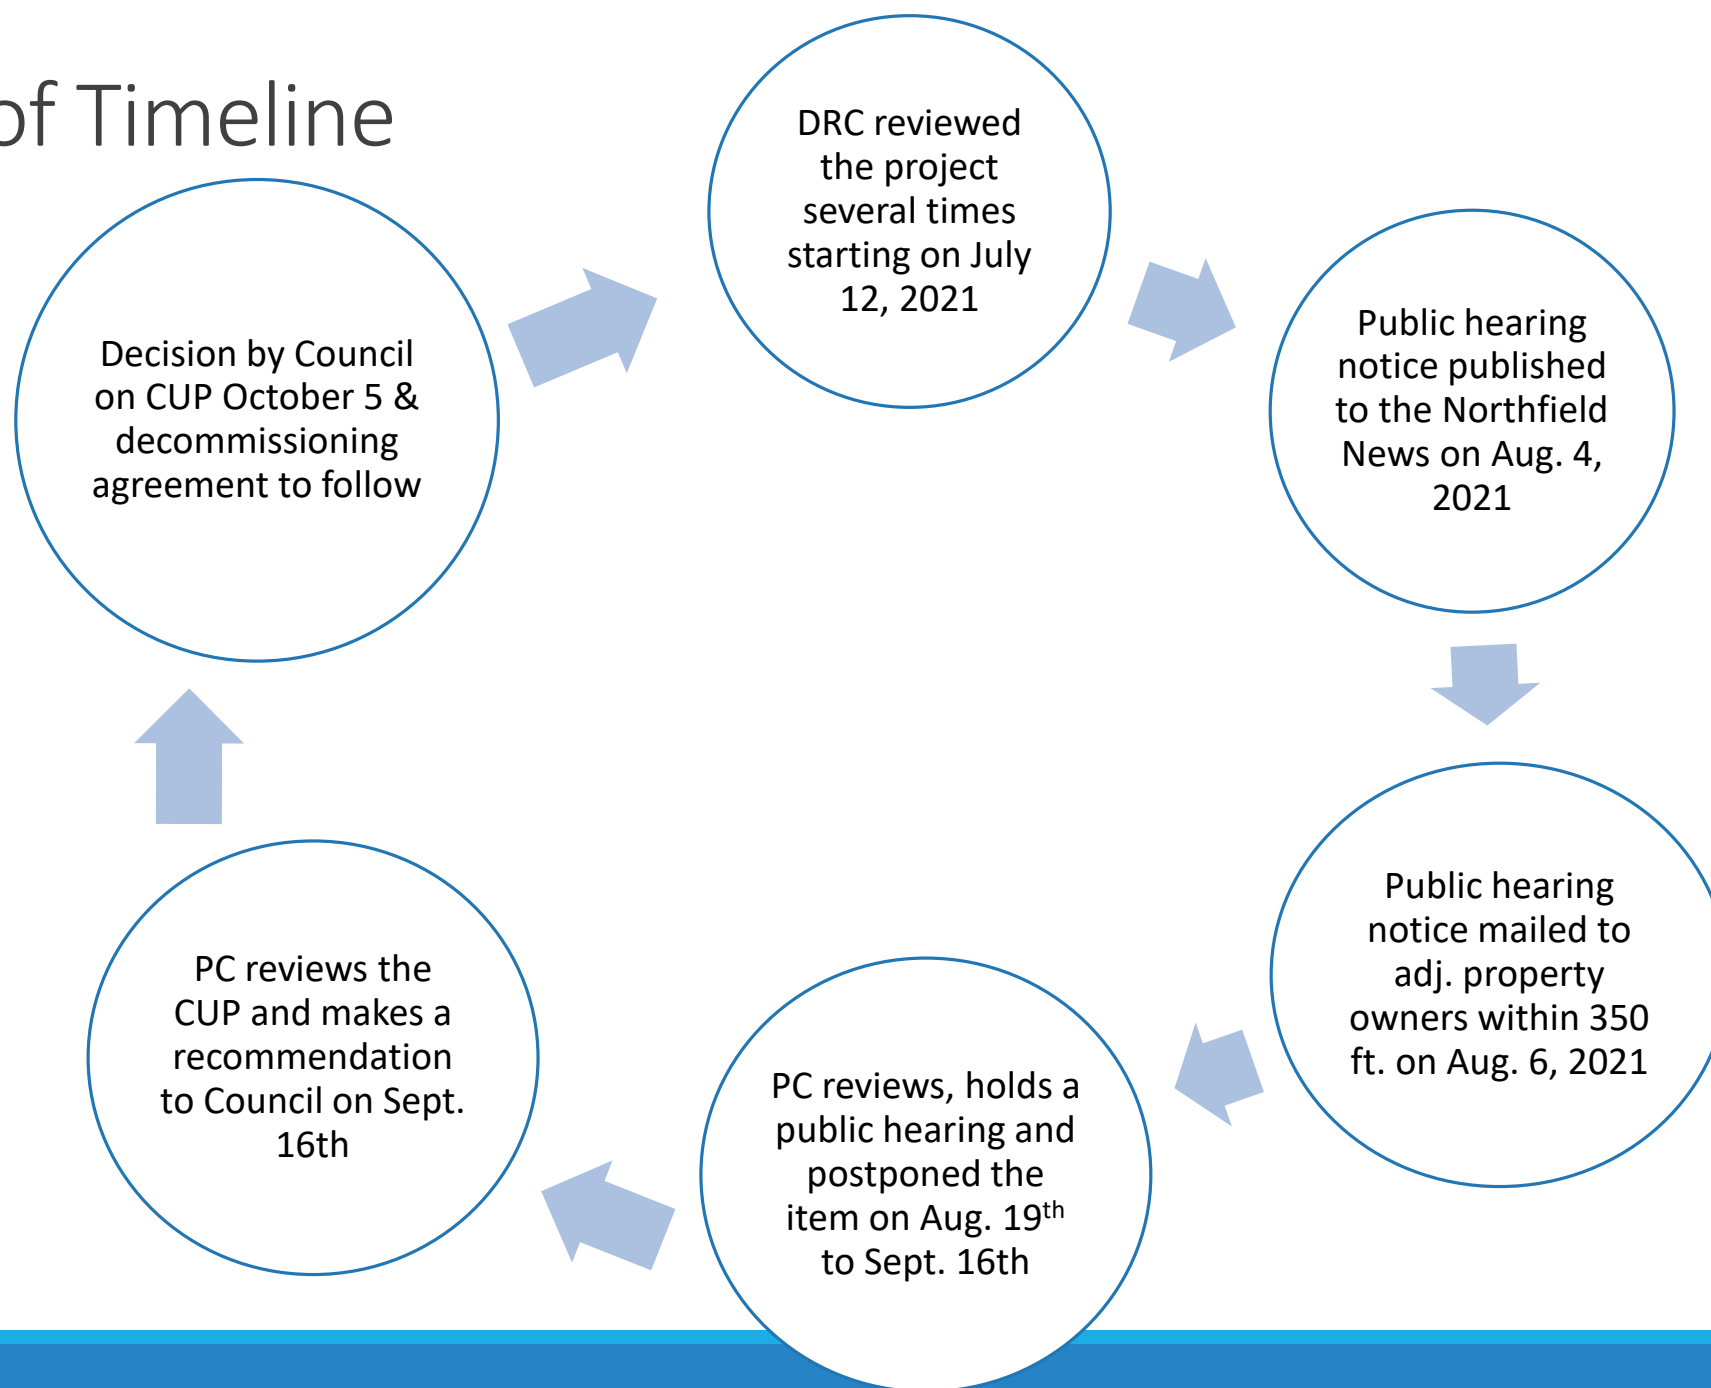 of Timeline
DRC reviewed
the project
several times
starting on July
12, 2021
Public hearing
notice published
to the Northfield
News on Aug. 4,
2021
Public hearing
notice mailed to
adj. property
owners within 350
ft. on Aug. 6, 2021
PC reviews, holds a
public hearing and
postponed the
item on Aug. 19th
to Sept. 16th
PC reviews the
CUP and makes a
recommendation
to Council on Sept.
16th
Decision by Council
on CUP October 5 &
decommissioning
agreement to follow